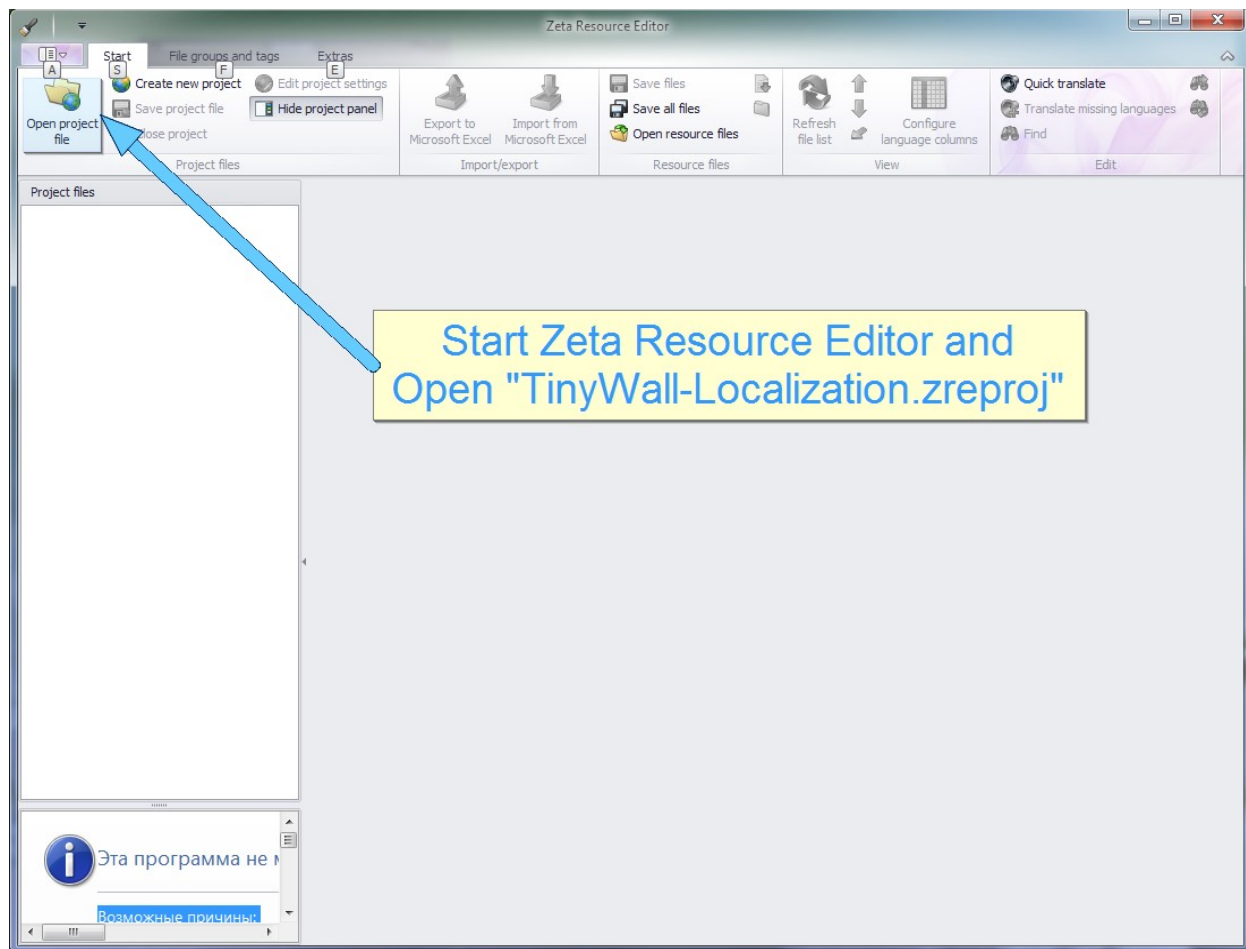 Zeta Resource Editor
Start File groups and tags Extras
A S F E
Open project file
Create new project
Save project file
Close project
Edit project settings
Hide project panel
Project files
Export to Microsoft Excel
Import from Microsoft Excel
Import/export
Save files
Save all files
Open resource files
Resource files
Refresh file list
Configure language columns
View
Quick translate
Translate missing languages
Find
Edit
Project files
Start Zeta Resource Editor and
Open "TinyWall-Localization.zreproj"
Эта программа не
Возможные причины: